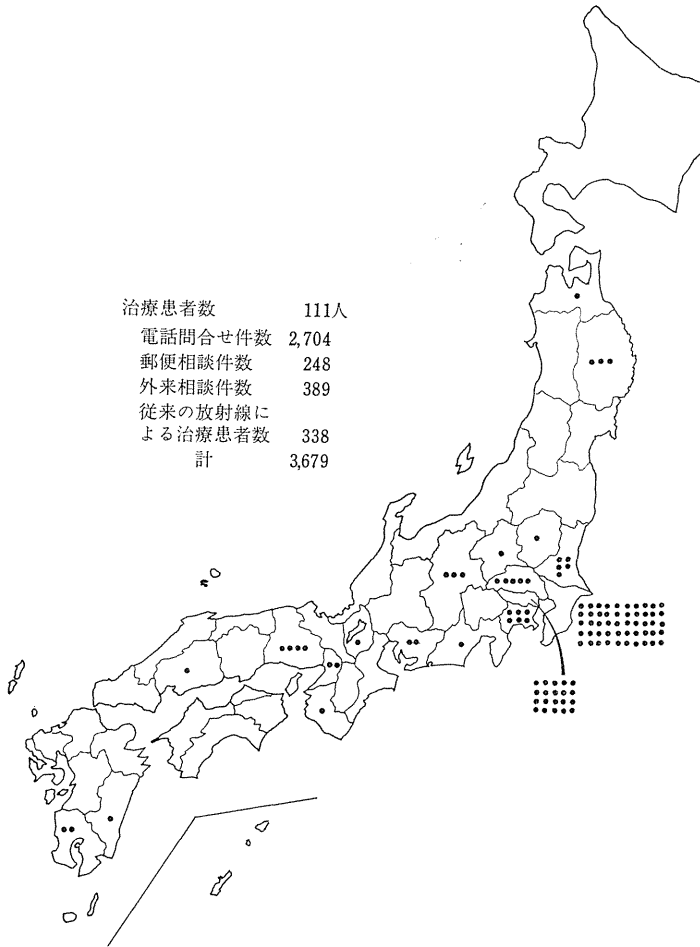 治療患者数 111人
電話問合せ件数 2,704
郵便相談件数 248
外来相談件数 389
従来の放射線に
よる治療患者数 338
計 3,679